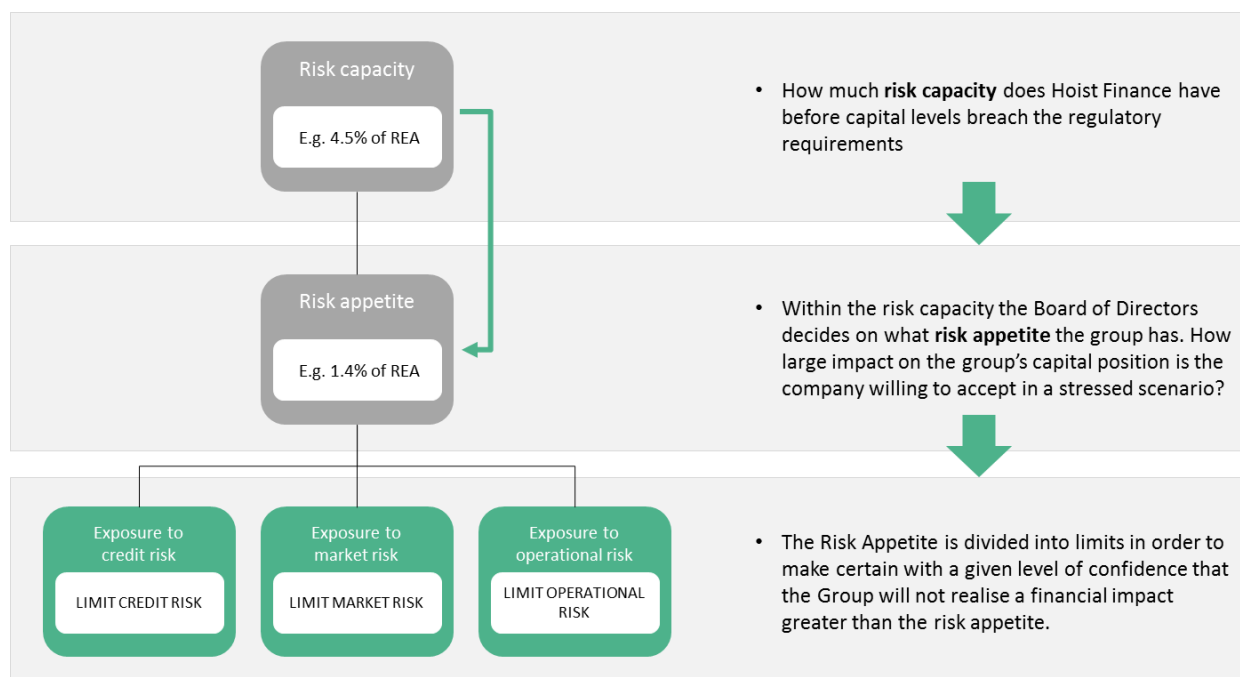 Risk capacity
E.g. 4.5% of REA
• How much risk capacity does Hoist Finance have
before capital levels breach the regulatory
requirements
Risk appetite
E.g. 1.4% of REA
• Within the risk capacity the Board of Directors
decides on what risk appetite the group has. How
large impact on the group’s capital position is the
company willing to accept in a stressed scenario?
Exposure to
credit risk
LIMIT CREDIT RISK
Exposure to
market risk
LIMIT MARKET RISK
Exposure to
operational risk
LIMIT OPERATIONAL
RISK
• The Risk Appetite is divided into limits in order to
make certain with a given level of confidence that
the Group will not realise a financial impact
greater than the risk appetite.